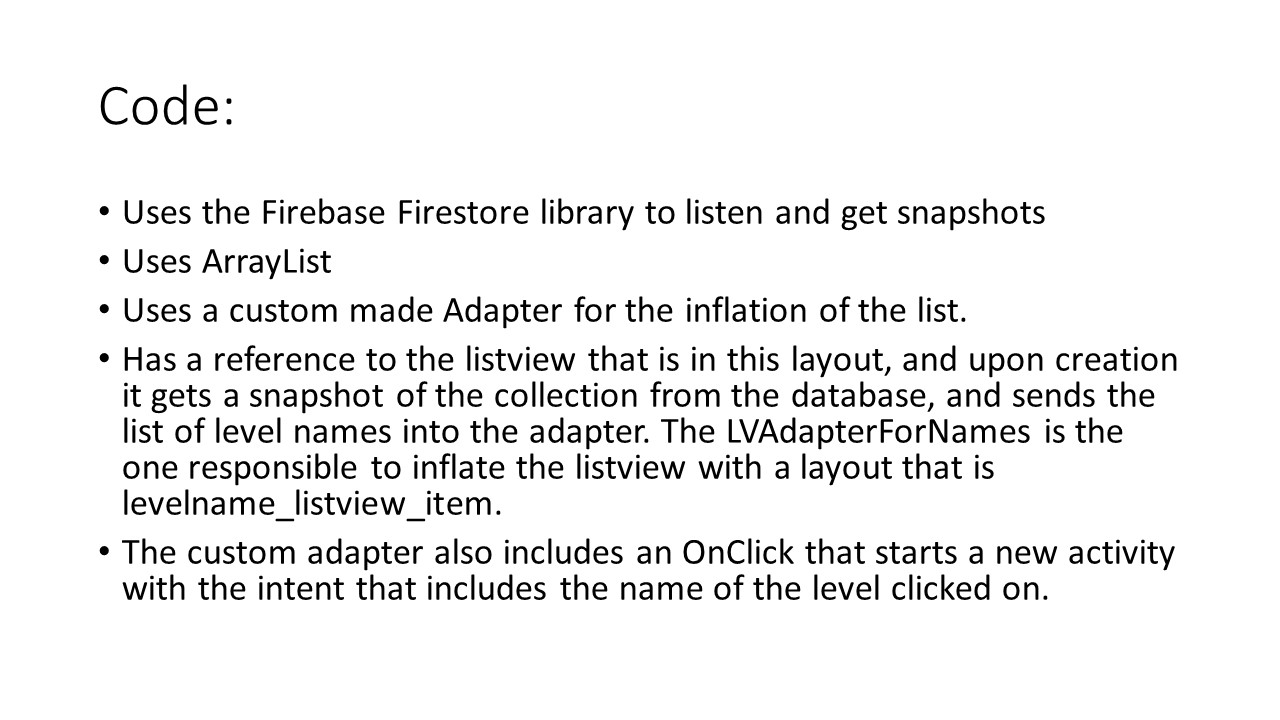 Code:
• Uses the Firebase Firestore library to listen and get snapshots
• Uses ArrayList
• Uses a custom made Adapter for the inflation of the list.
• Has a reference to the listview that is in this layout, and upon creation
it gets a snapshot of the collection from the database, and sends the
list of level names into the adapter. The LVAdapterForNames is the
one responsible to inflate the listview with a layout that is
levelname_listview_item.
• The custom adapter also includes an OnClick that starts a new activity
with the intent that includes the name of the level clicked on.